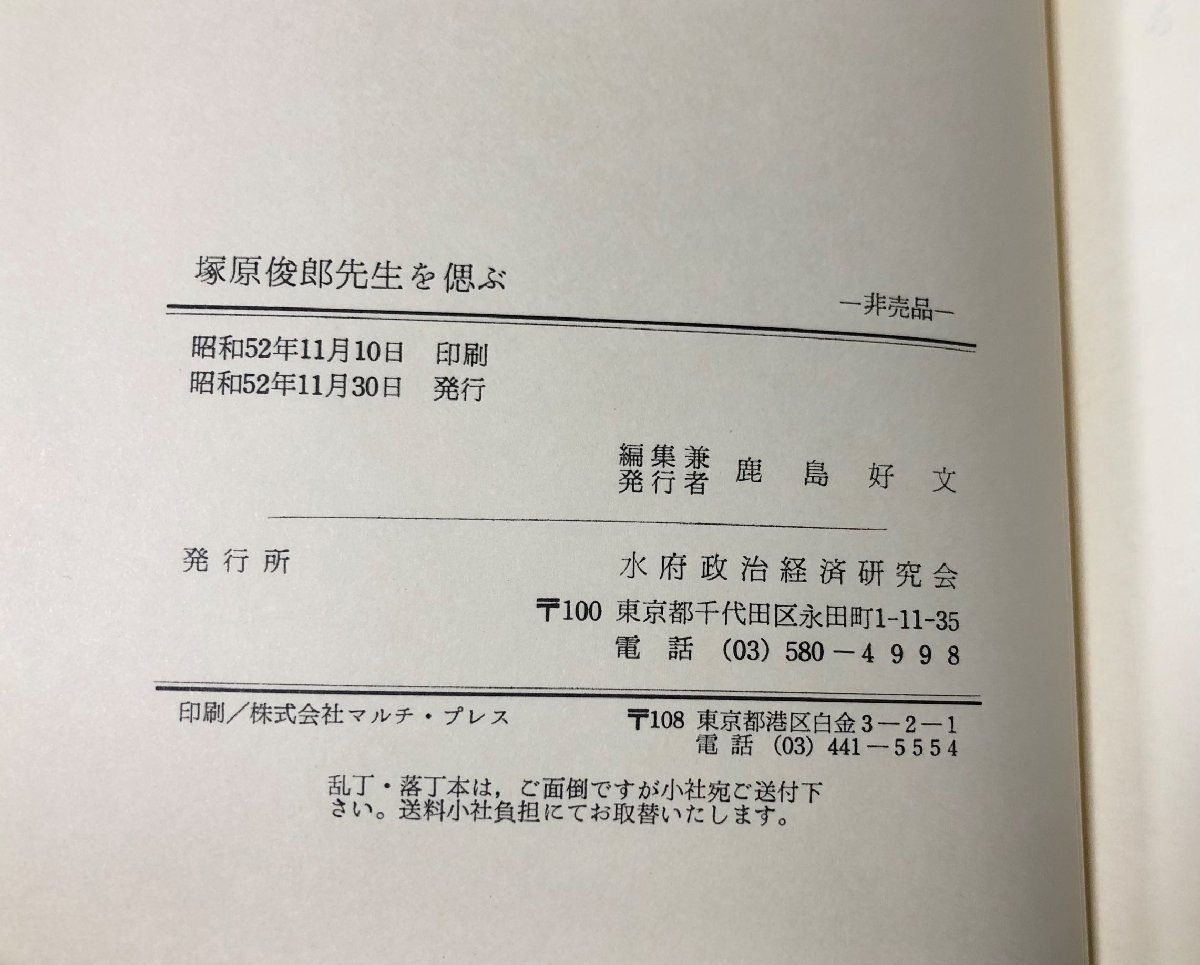 塚原俊郎先生を偲ぶ
―非売品―
昭和52年11月10日 印刷
昭和52年11月30日 発行
編集兼
発行者 鹿島好文
発行所 水府政治経済研究会
〒100 東京都千代田区永田町1-11-35
電話 (03) 580-4998
印刷/株式会社マルチ・プレス 〒108 東京都港区白金3-2-1
電話 (03) 441-5554
乱丁・落丁本は，ご面倒ですが小社宛ご送付下
さい。送料小社負担にてお取替いたします。